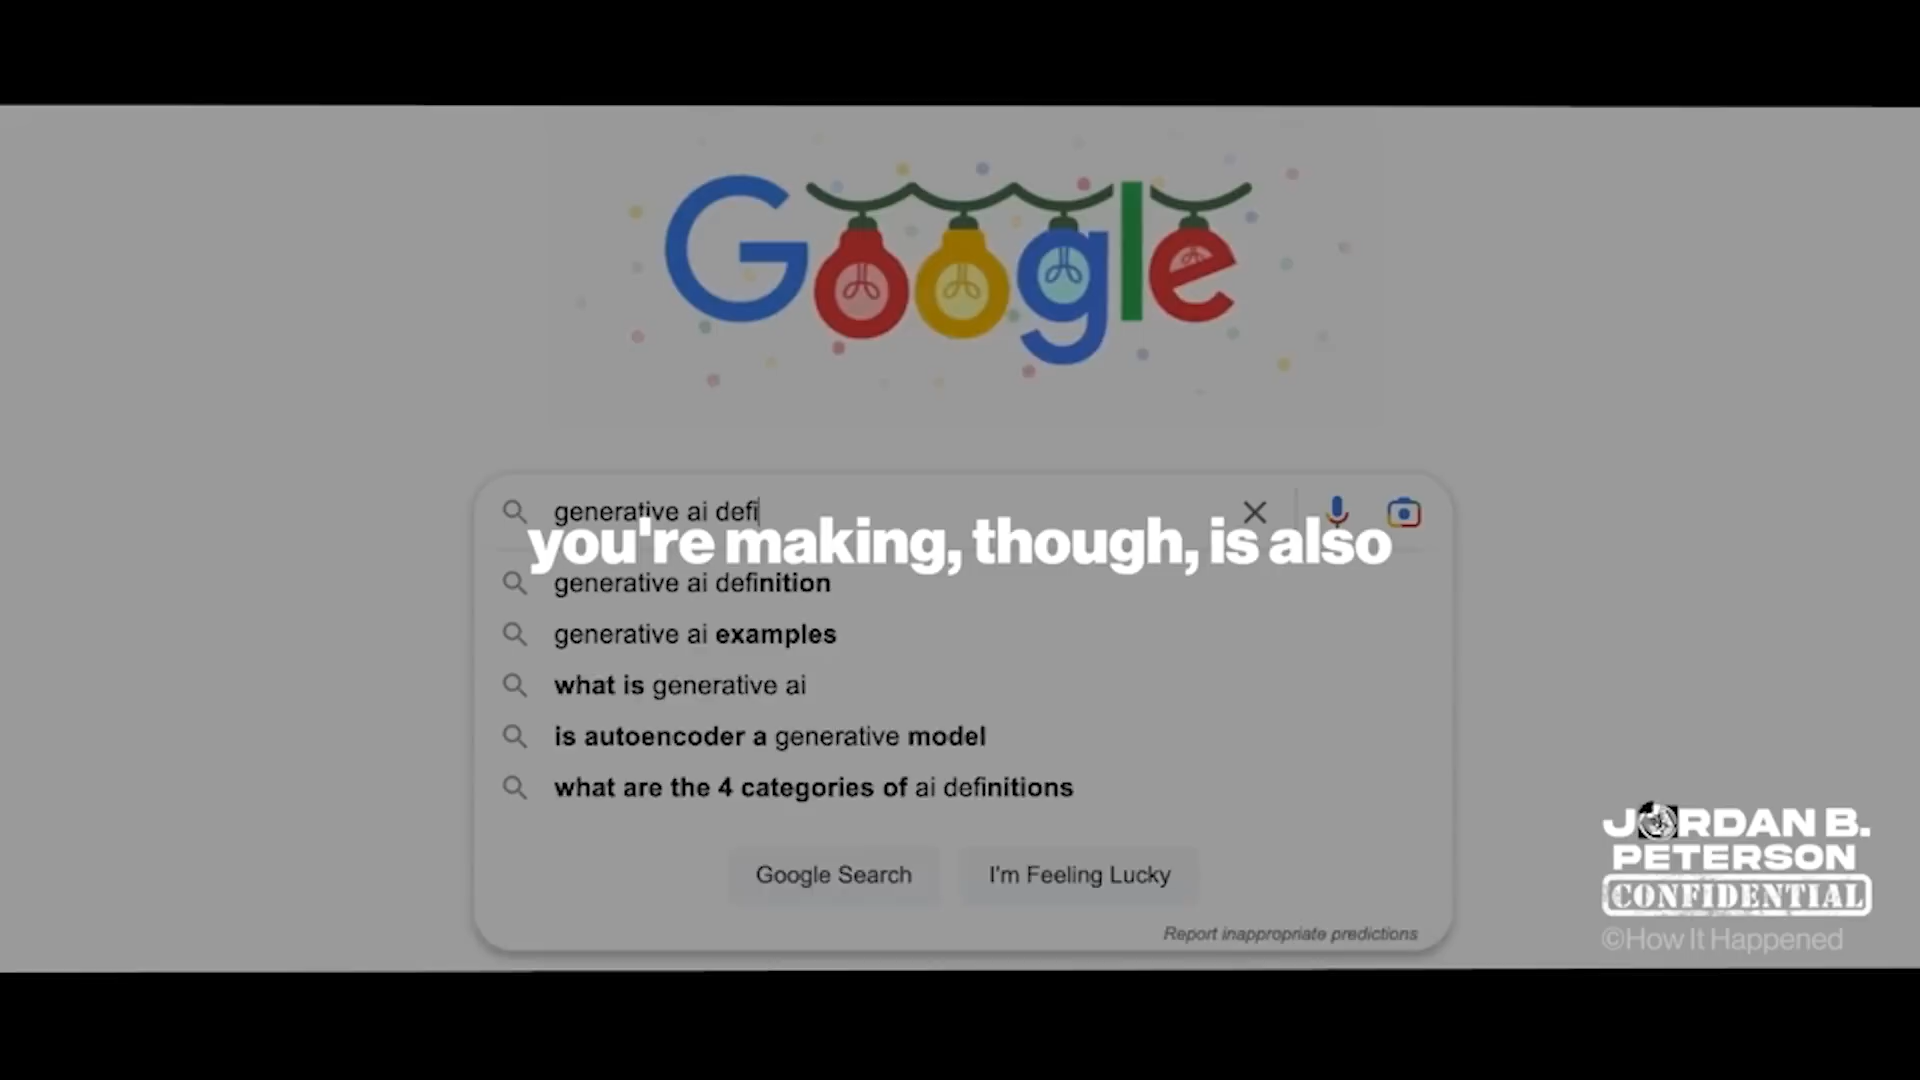 Google
generative ai defi
you're making, though, is also
generative ai definition
generative ai examples
what is generative ai
is autoencoder a generative model
what are the 4 categories of ai definitions
Google Search
I'm Feeling Lucky
Report inappropriate predictions
JORDAN B.
PETERSON
CONFIDENTIAL
©How It Happened